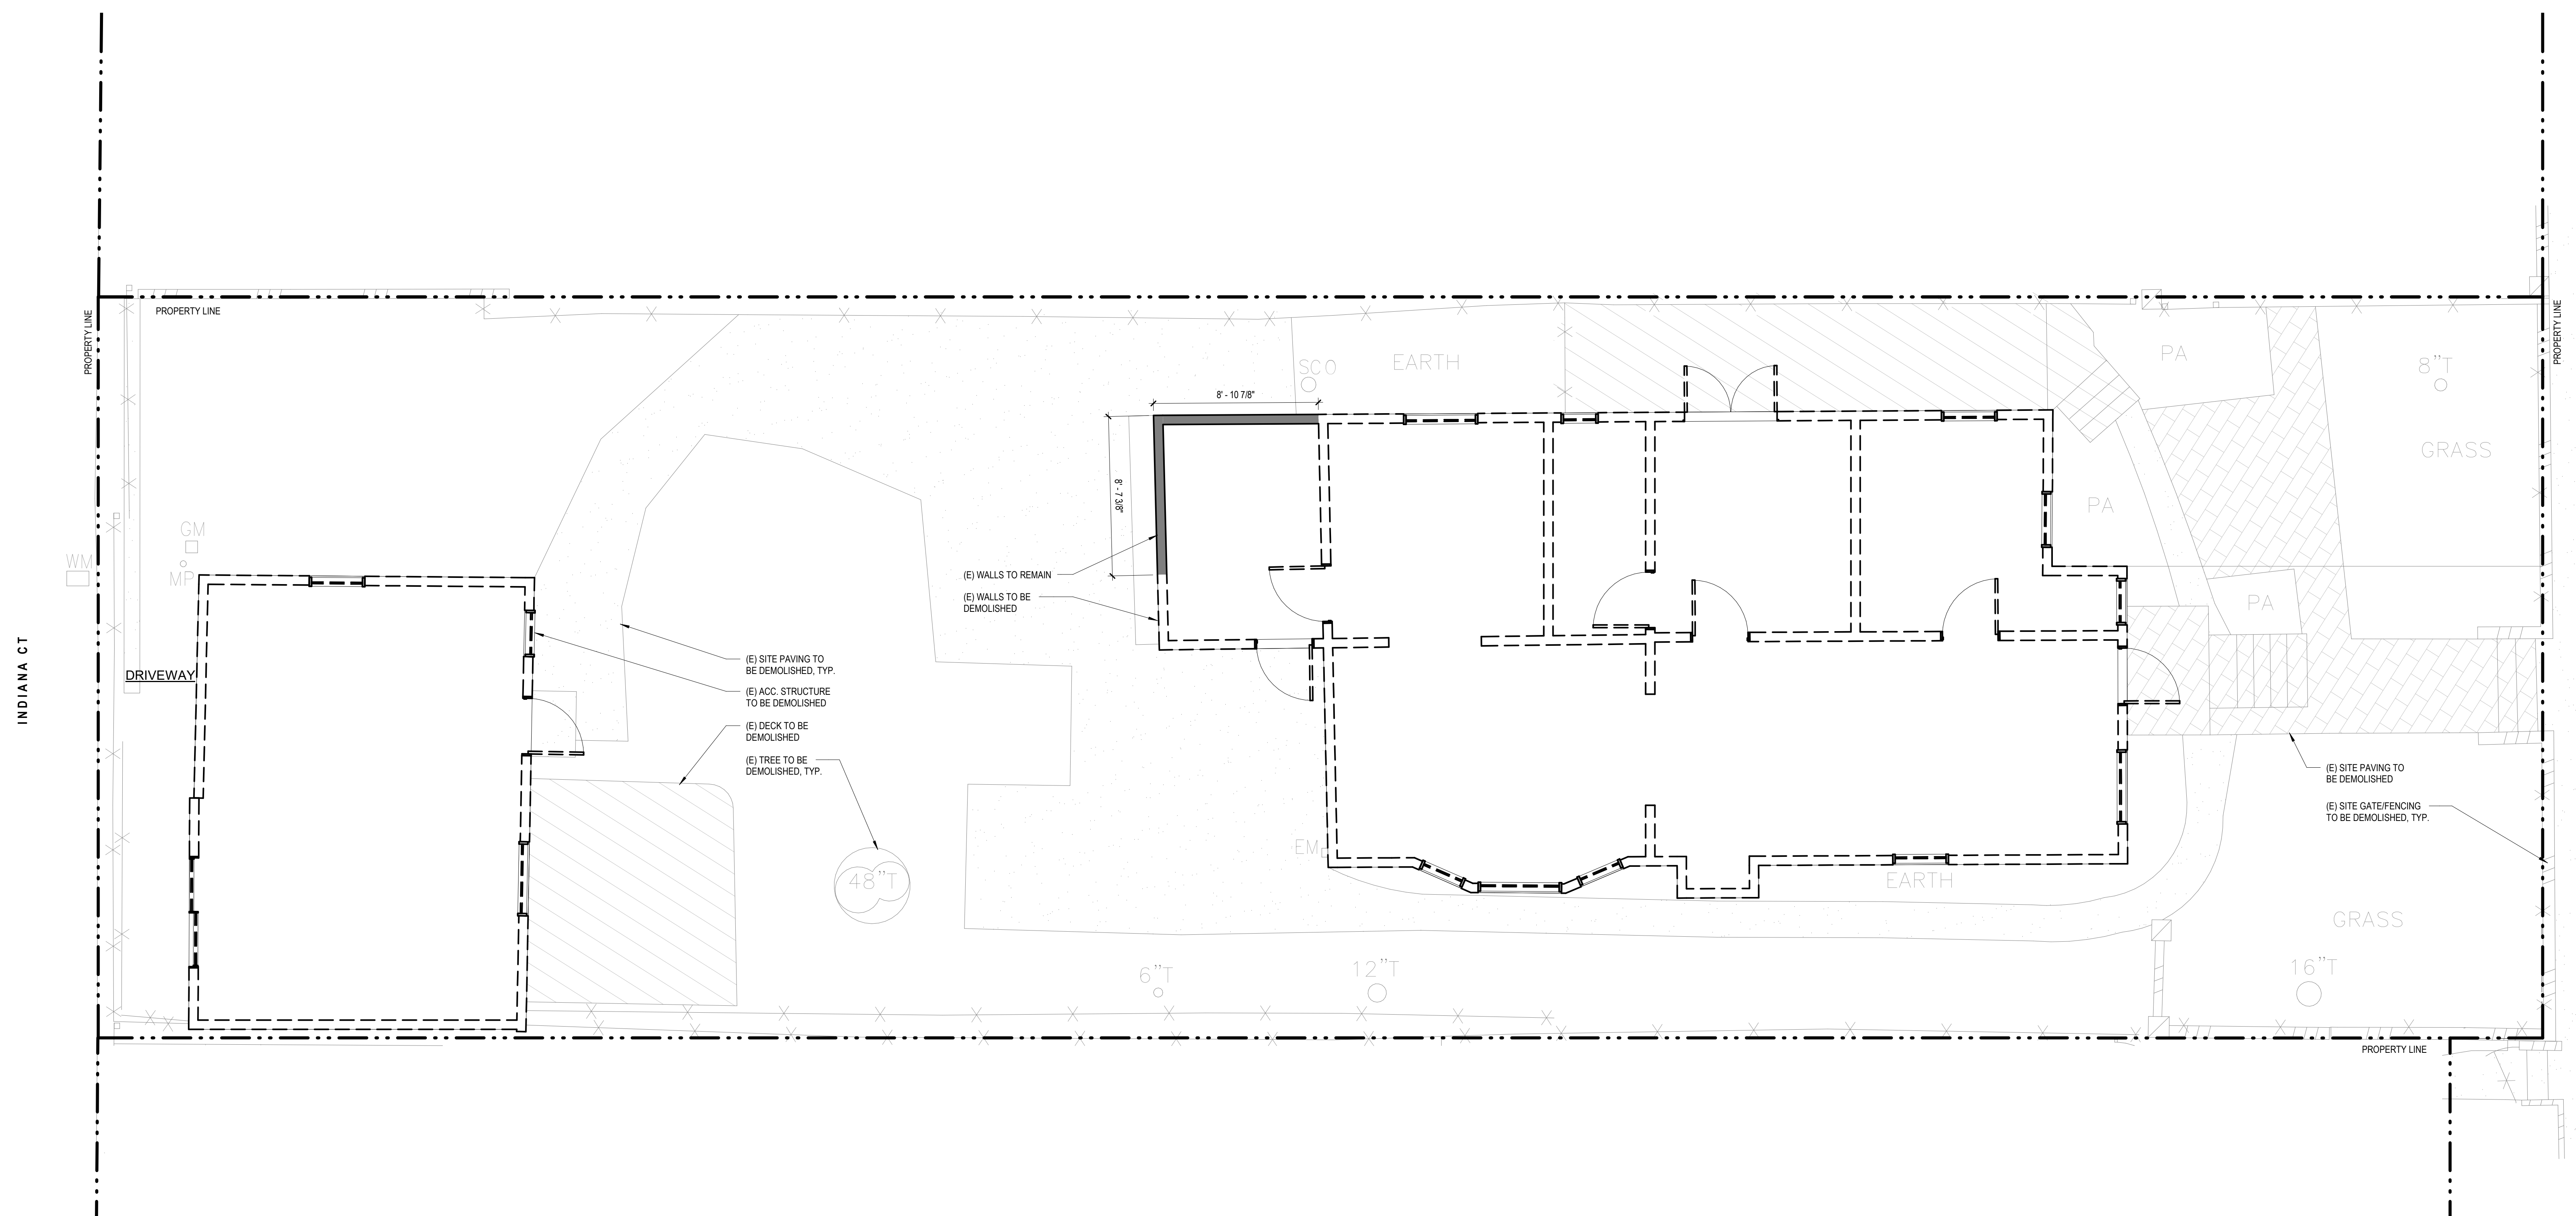 PROPERTY LINE
PROPERTY LINE
PROPERTY LINE
SCO
EARTH
PA
8"T
GRASS
8' - 10 7/8"
8' - 7 3/8"
PA
GM
WM
MP
(E) WALLS TO REMAIN
(E) WALLS TO BE
DEMOLISHED
PA
INDIANA CT
DRIVEWAY
(E) SITE PAVING TO
BE DEMOLISHED, TYP.
(E) ACC. STRUCTURE
TO BE DEMOLISHED
(E) DECK TO BE
DEMOLISHED
(E) TREE TO BE
DEMOLISHED, TYP.
(E) SITE PAVING TO
BE DEMOLISHED
(E) SITE GATE/FENCING
TO BE DEMOLISHED, TYP.
EM
48"T
EARTH
GRASS
6"T
12"T
16"T
PROPERTY LINE